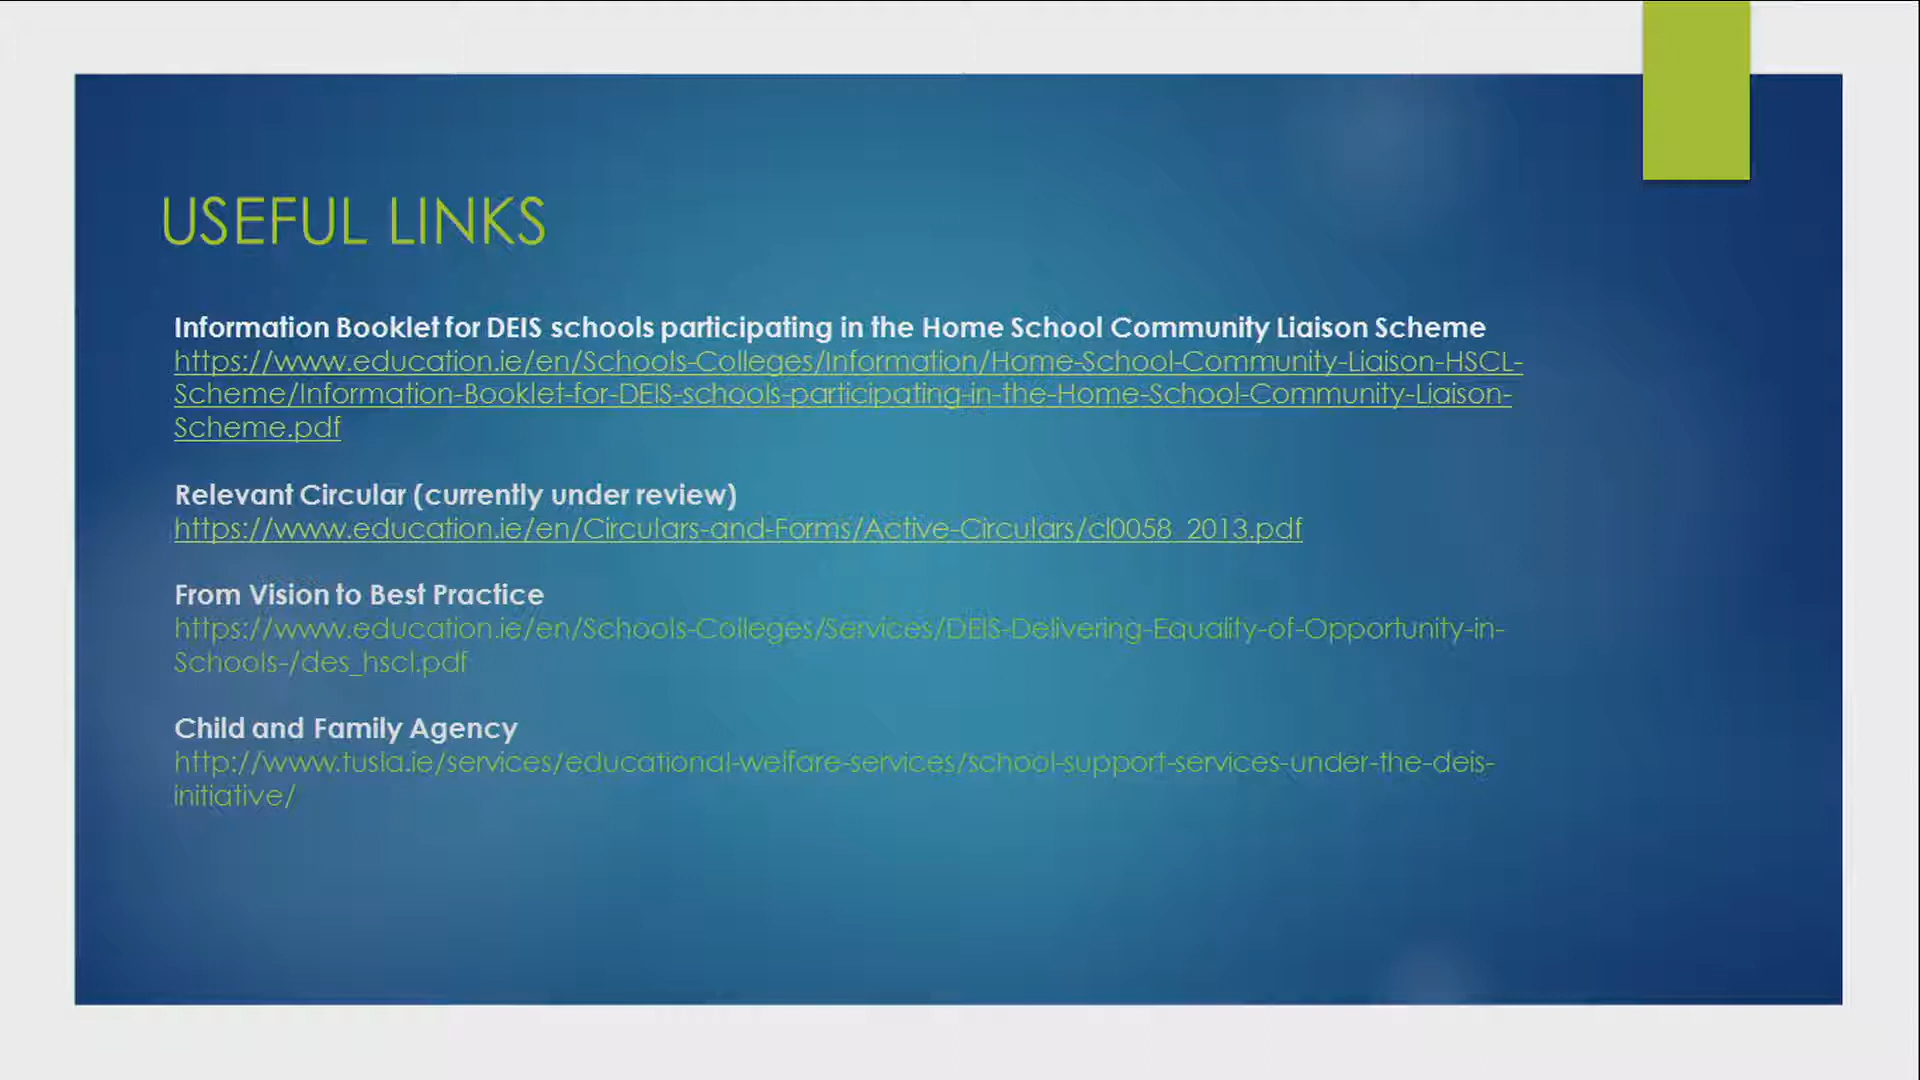 USEFUL LINKS
Information Booklet for DEIS schools participating in the Home School Community Liaison Scheme
https://www.education.ie/en/Schools-Colleges/Information/Home-School-Community-Liaison-HSCL-
Scheme/Information-Booklet-for-DEIS-schools-participating-in-the-Home-School-Community-Liaison-
Scheme.pdf
Relevant Circular (currently under review)
https://www.education.ie/en/Circulars-and-Forms/Active-Circulars/cl0058_2013.pdf
From Vision to Best Practice
https://www.education.ie/en/Schools-Colleges/Services/DEIS-Delivering-Equality-of-Opportunity-in-
Schools-/des_hscl.pdf
Child and Family Agency
http://www.tusla.ie/services/educational-welfare-services/school-support-services-under-the-deis-
initiative/